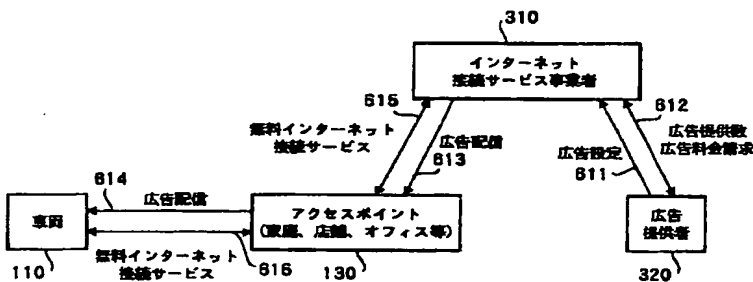 310
インターネット
接続サービス事業者
615
無料インターネット
接続サービス
広告配信
613
612
広告提供数
広告料金請求
広告設定
611
614
広告配信
車両
110
無料インターネット
接続サービス
616
アクセスポイント
(家庭、店舗、オフィス等)
130
広告
提供者
320